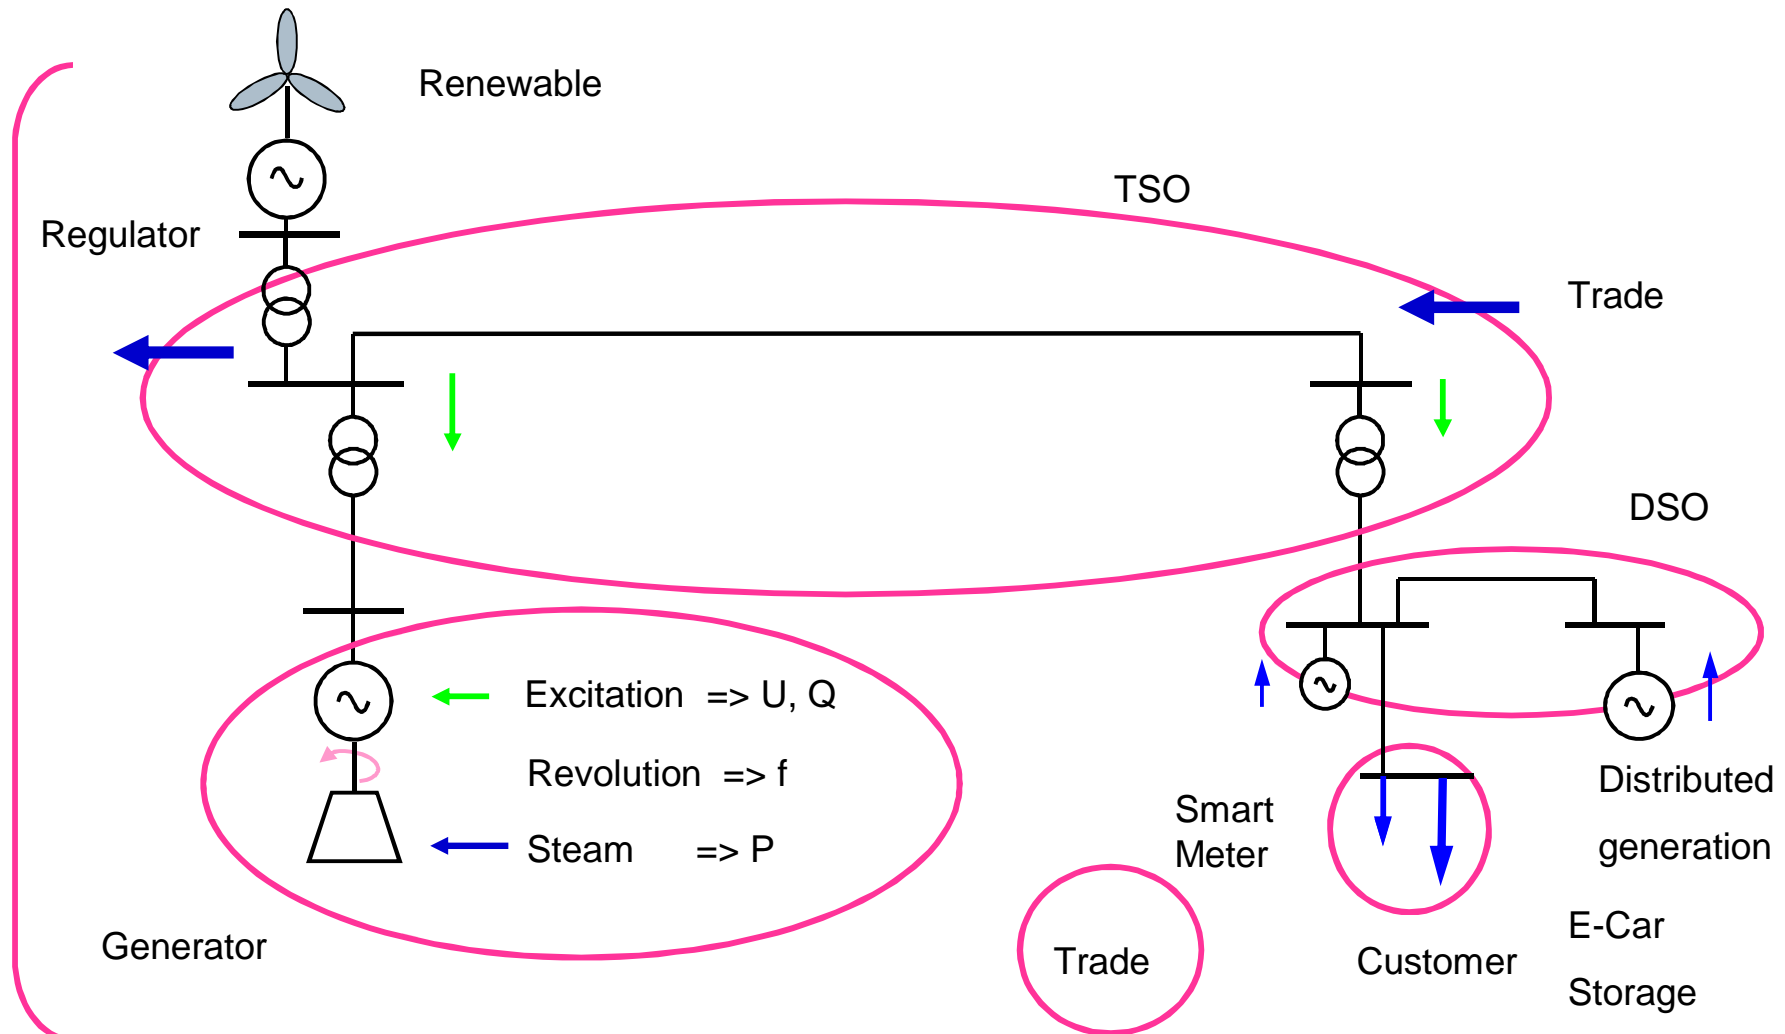 Renewable
TSO
Regulator
Trade
DSO
Excitation => U, Q
Revolution => f
Steam => P
Smart
Meter
Distributed
generation
E-Car
Storage
Generator
Trade
Customer